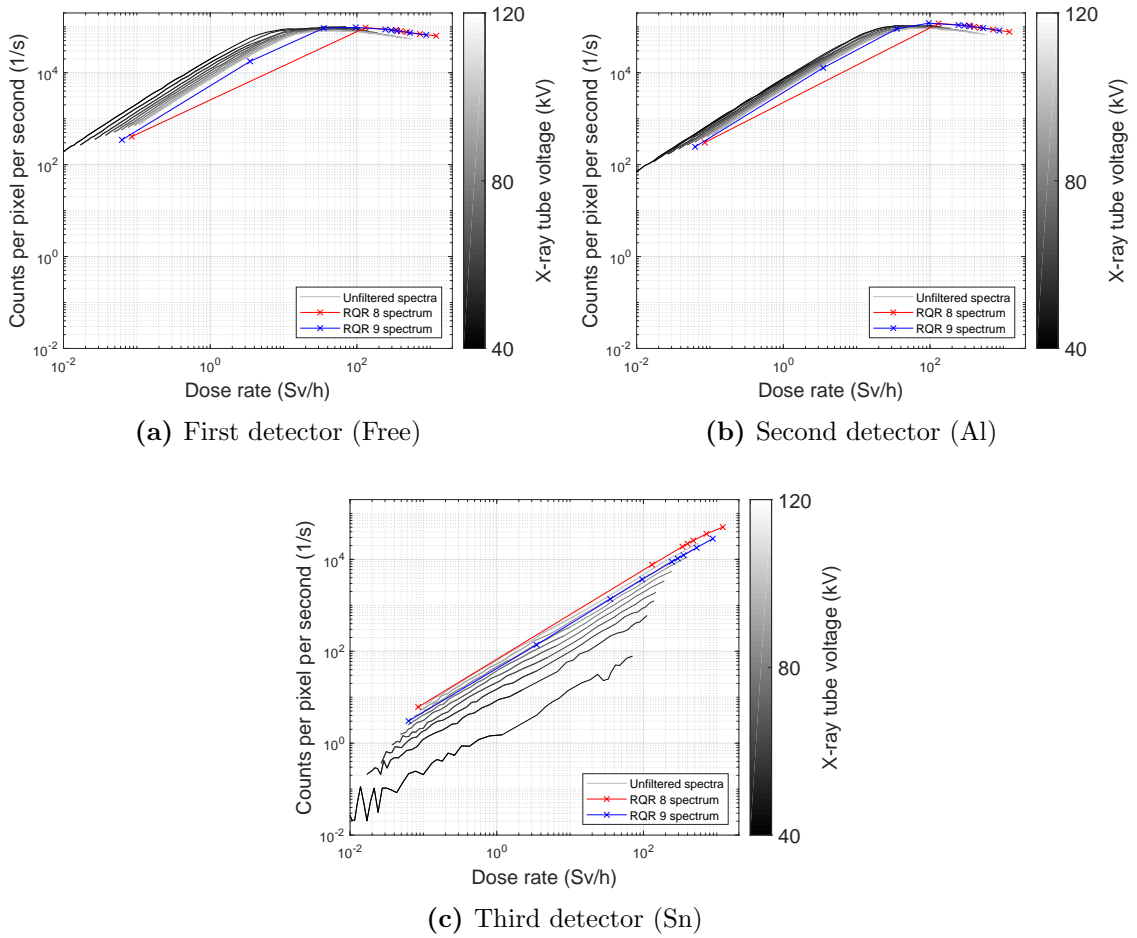 10^4
10^2
10^0
10^-2
Counts per pixel per second (1/s)
10^-2
10^0
10^2
Dose rate (Sv/h)
Unfiltered spectra
RQR 8 spectrum
RQR 9 spectrum
120
80
40
X-ray tube voltage (kV)
(a) First detector (Free)
10^4
10^2
10^0
10^-2
Counts per pixel per second (1/s)
10^-2
10^0
10^2
Dose rate (Sv/h)
Unfiltered spectra
RQR 8 spectrum
RQR 9 spectrum
120
80
40
X-ray tube voltage (kV)
(b) Second detector (Al)
10^4
10^2
10^0
10^-2
Counts per pixel per second (1/s)
10^-2
10^0
10^2
Dose rate (Sv/h)
Unfiltered spectra
RQR 8 spectrum
RQR 9 spectrum
120
80
40
X-ray tube voltage (kV)
(c) Third detector (Sn)